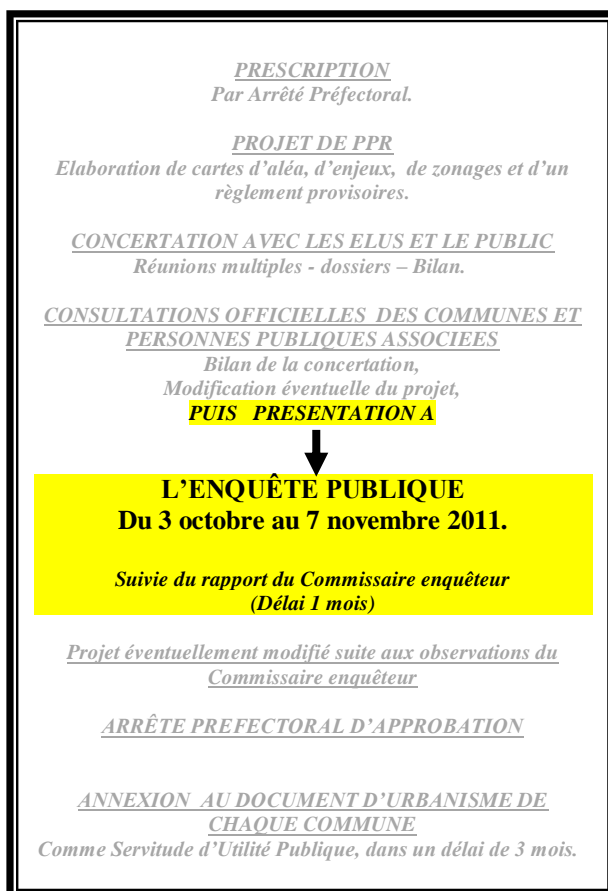 PRESCRIPTION
Par Arrêté Préfectoral.
PROJET DE PPR
Elaboration de cartes d'aléa, d'enjeux, de zonages et d'un
règlement provisoires.
CONCERTATION AVEC LES ELUS ET LE PUBLIC
Réunions multiples - dossiers – Bilan.
CONSULTATIONS OFFICIELLES DES COMMUNES ET
PERSONNES PUBLIQUES ASSOCIEES
Bilan de la concertation,
Modification éventuelle du projet,
PUIS PRESENTATION A
L'ENQUÊTE PUBLIQUE
Du 3 octobre au 7 novembre 2011.
Suivie du rapport du Commissaire enquêteur
(Délai 1 mois)
Projet éventuellement modifié suite aux observations du
Commissaire enquêteur
ARRÊTE PREFECTORAL D'APPROBATION
ANNEXION AU DOCUMENT D'URBANISME DE
CHAQUE COMMUNE
Comme Servitude d'Utilité Publique, dans un délai de 3 mois.